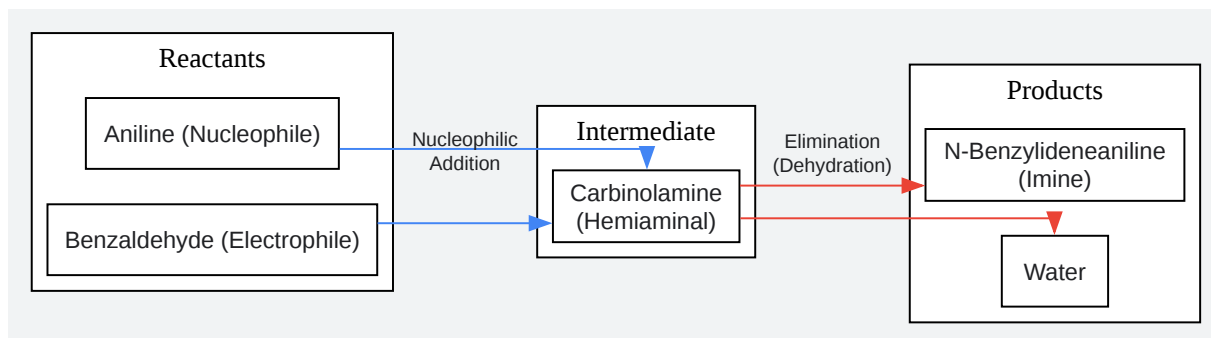 Reactants
Aniline (Nucleophile)
Benzaldehyde (Electrophile)
Nucleophilic
Addition
Intermediate
Carbinolamine
(Hemiaminal)
Elimination
(Dehydration)
Products
N-Benzylideneaniline
(Imine)
Water